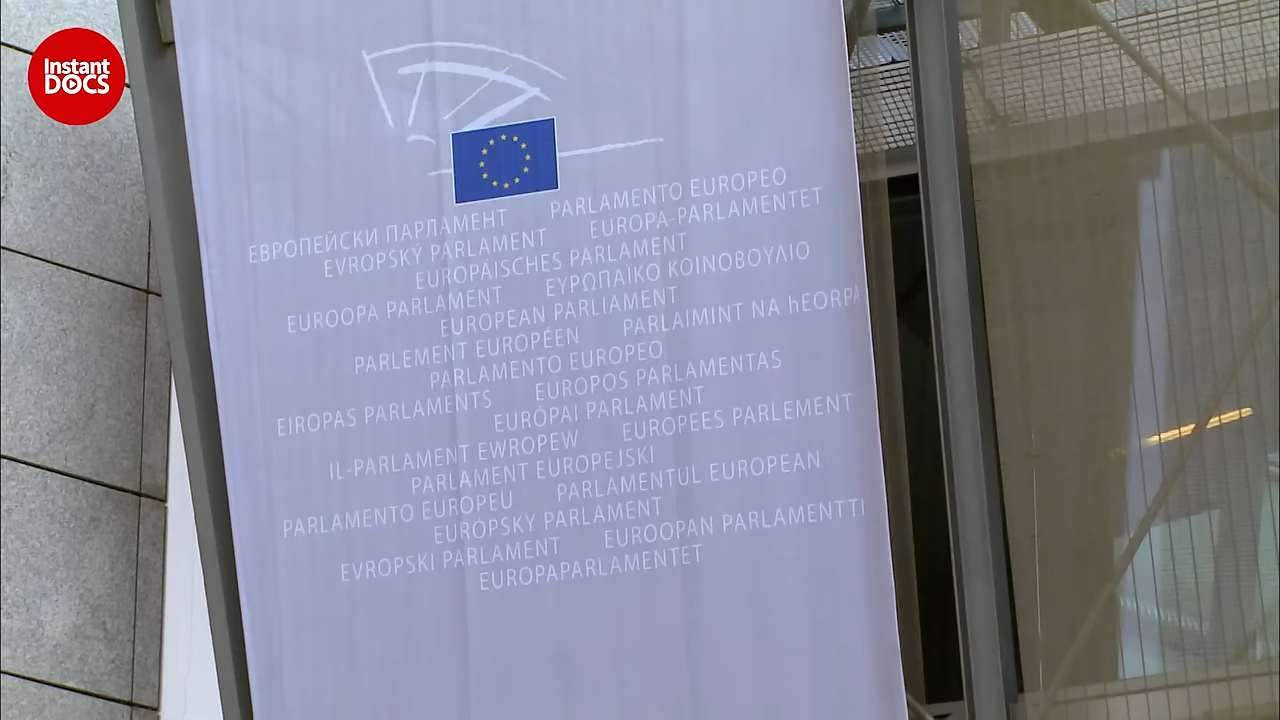 Instant
DOCS
ЕВРОПЕЙСКИ ПАРЛАМЕНТ PARLAMENTO EUROPEO
EVROPSKÝ PARLAMENT EUROPA-PARLAMENTET
EUROPÄISCHES PARLAMENT
EUROOPA PARLAMENT ΕΥΡΩΠΑΪΚΟ ΚΟΙΝΟΒΟΥΛΙΟ
EUROPEAN PARLIAMENT
PARLEMENT EUROPÉEN PARLAIMINT NA hEORPA
PARLAMENTO EUROPEO
EIROPAS PARLAMENTS EUROPOS PARLAMENTAS
EURÓPAI PARLAMENT
IL-PARLAMENT EWROPEW EUROPEES PARLEMENT
PARLAMENT EUROPEJSKI
PARLAMENTO EUROPEU PARLAMENTUL EUROPEAN
EURÓPSKY PARLAMENT
EVROPSKI PARLAMENT EUROOPAN PARLAMENTTI
EUROPAPARLAMENTET